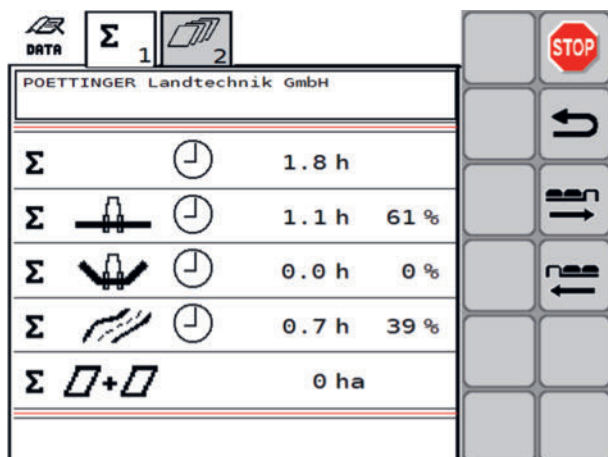 DATA
Σ 1
2
STOP
POETTINGER Landtechnik GmbH
Σ 1.8 h
Σ 1.1 h 61 %
Σ 0.0 h 0 %
Σ 0.7 h 39 %
Σ + 0 ha